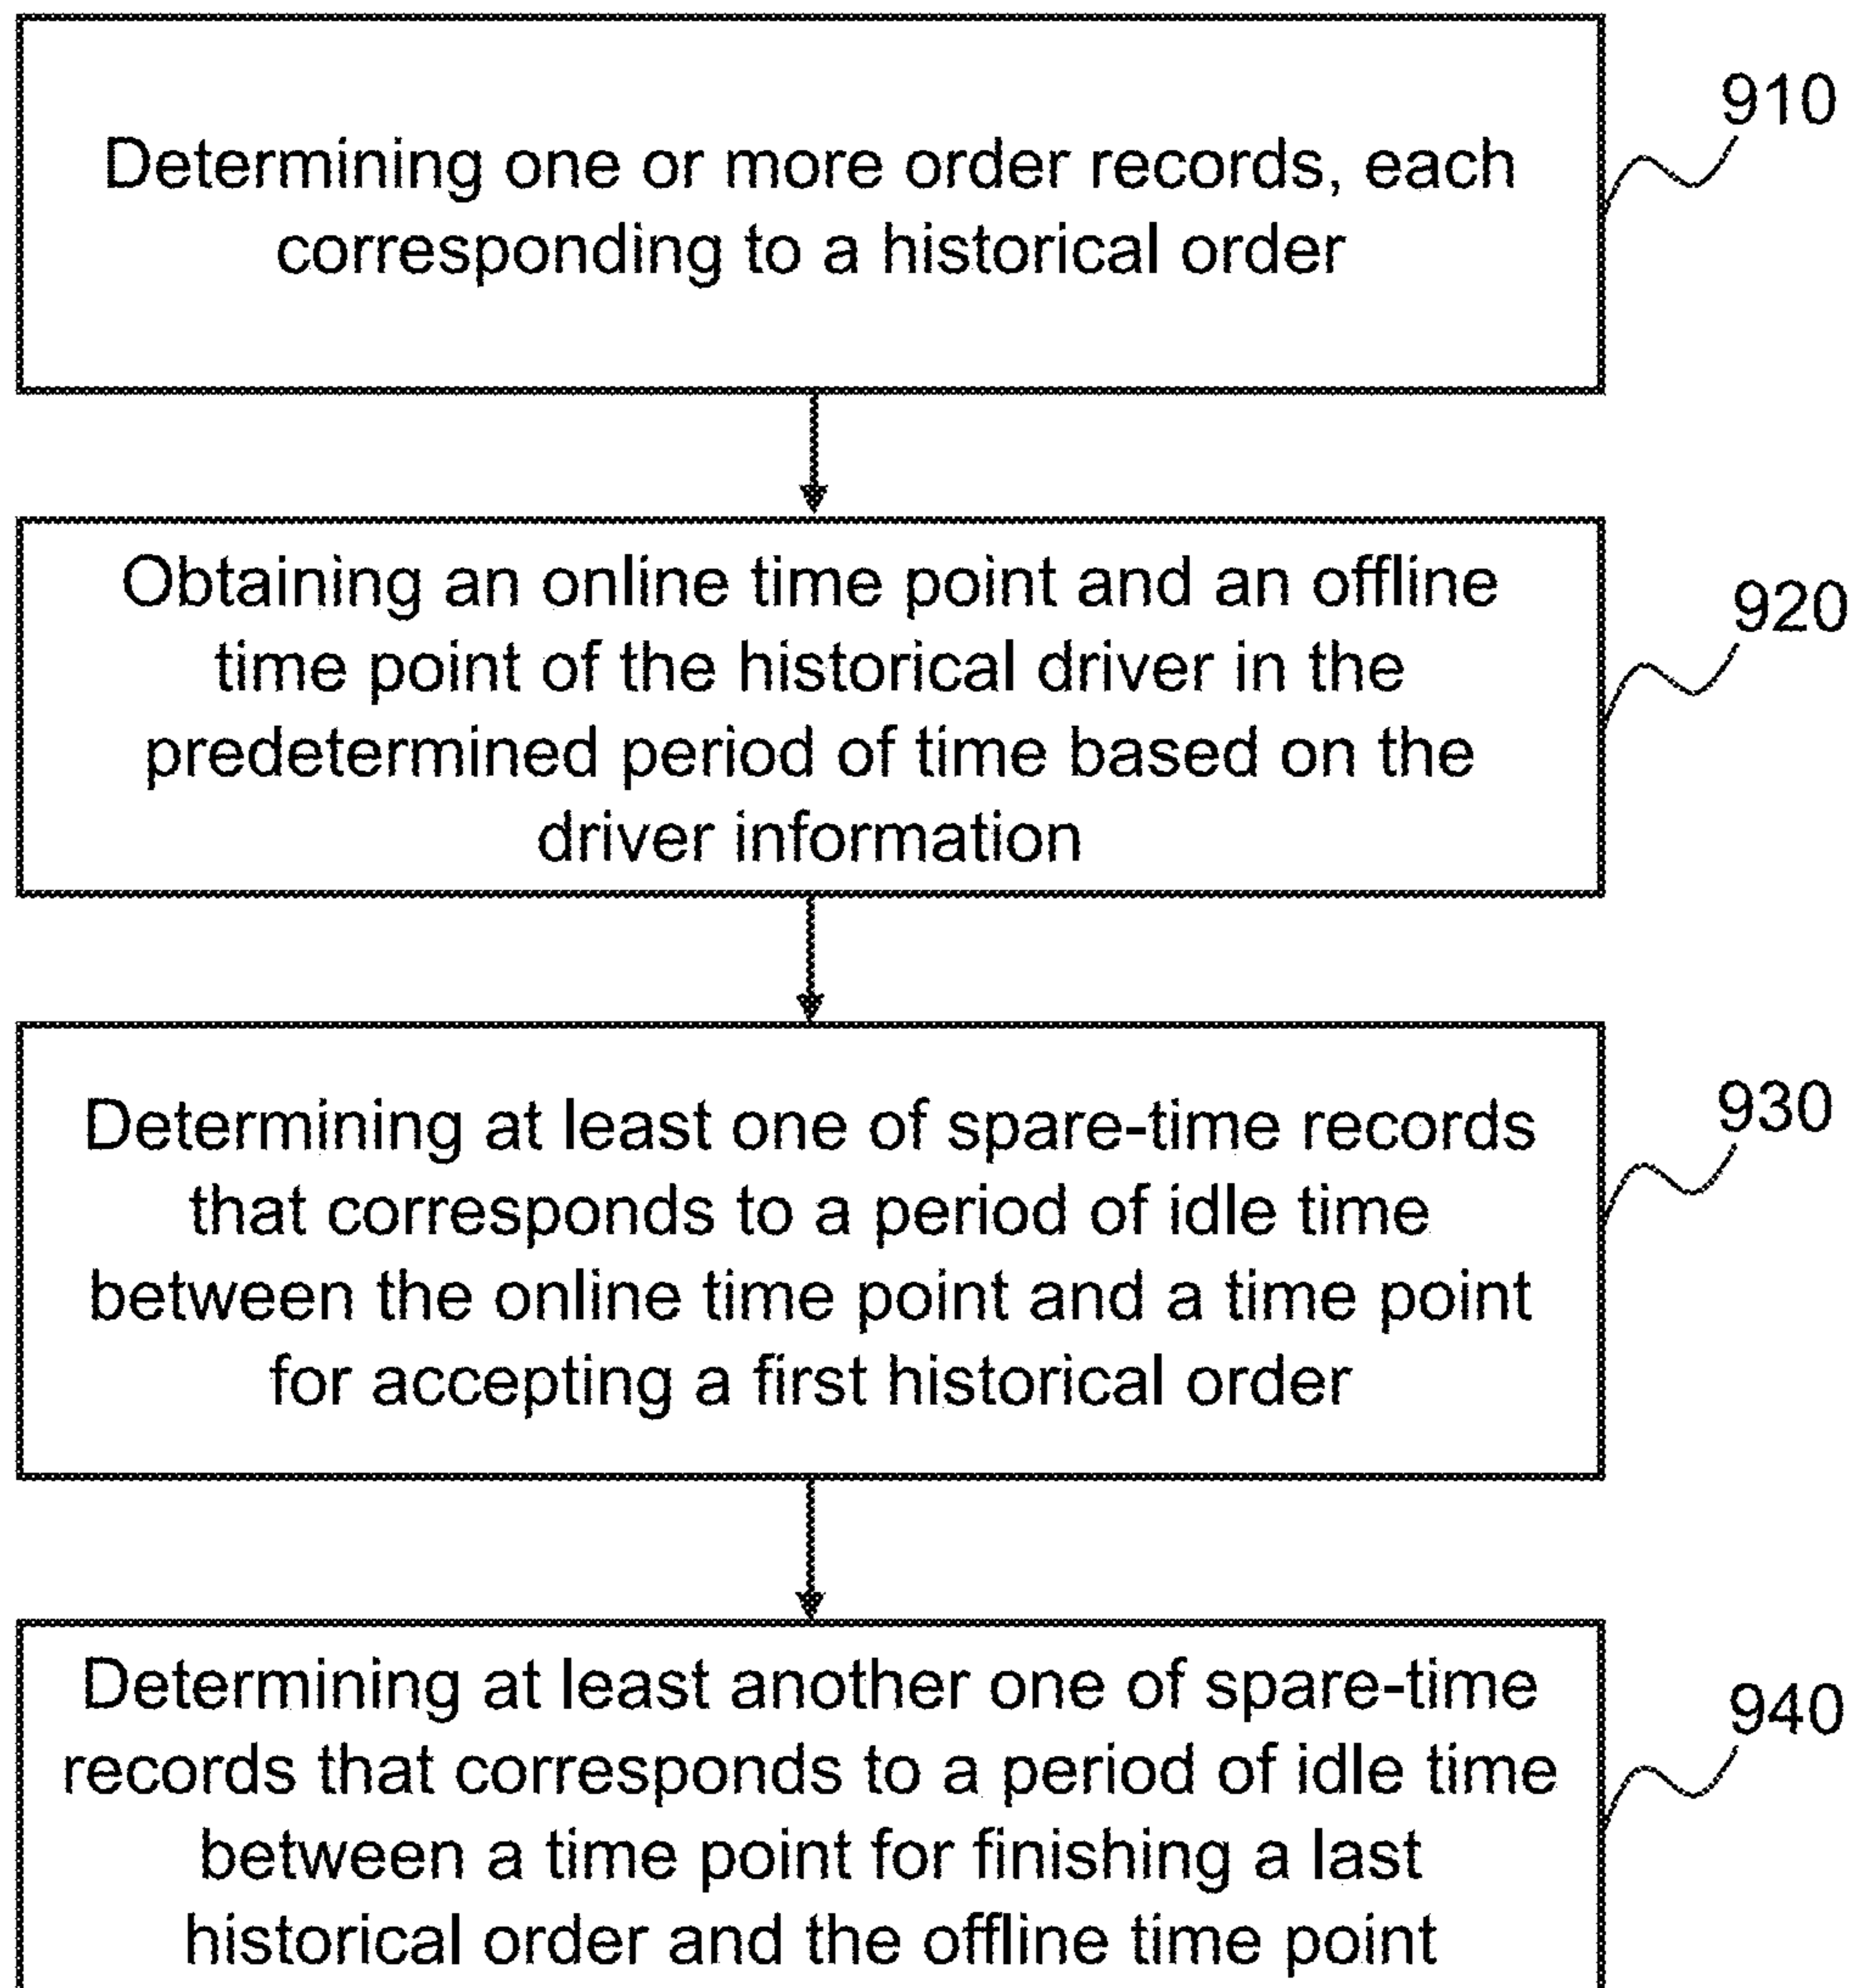 910
Determining one or more order records, each
corresponding to a historical order
920
Obtaining an online time point and an offline
time point of the historical driver in the
predetermined period of time based on the
driver information
930
Determining at least one of spare-time records
that corresponds to a period of idle time
between the online time point and a time point
for accepting a first historical order
940
Determining at least another one of spare-time
records that corresponds to a period of idle time
between a time point for finishing a last
historical order and the offline time point